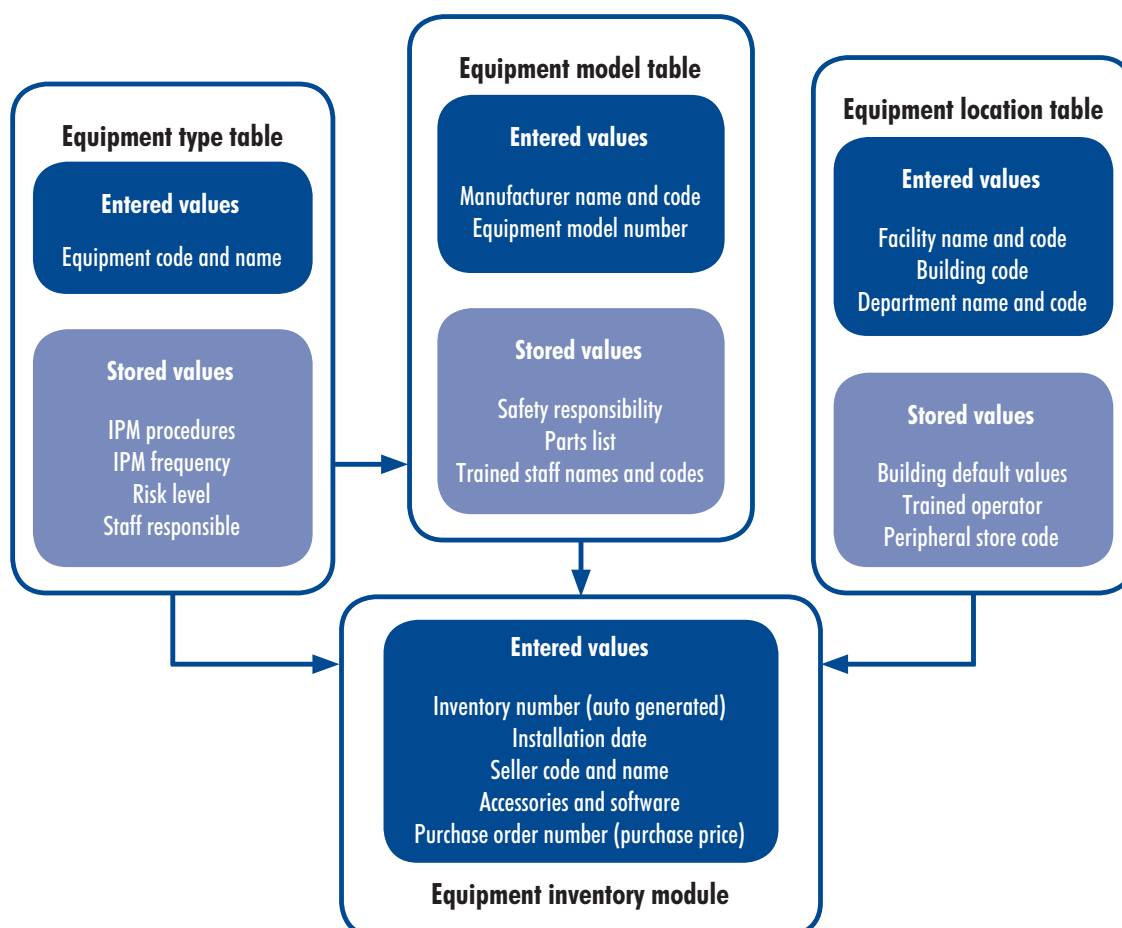 Equipment type table
Entered values
Equipment code and name
Stored values
IPM procedures
IPM frequency
Risk level
Staff responsible
Equipment model table
Entered values
Manufacturer name and code
Equipment model number
Stored values
Safety responsibility
Parts list
Trained staff names and codes
Equipment location table
Entered values
Facility name and code
Building code
Department name and code
Stored values
Building default values
Trained operator
Peripheral store code
Entered values
Inventory number (auto generated)
Installation date
Seller code and name
Accessories and software
Purchase order number (purchase price)
Equipment inventory module